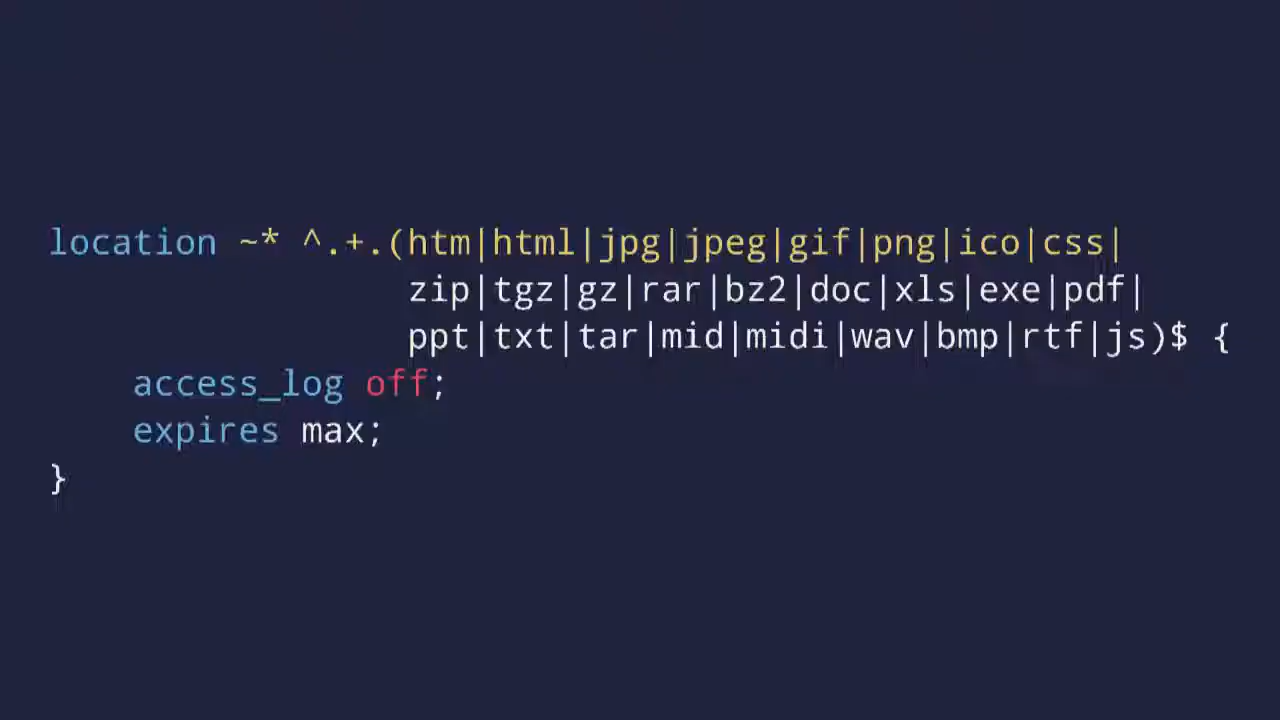 location ~* ^.+.(htm|html|jpg|jpeg|gif|png|ico|css|
zip|tgz|gz|rar|bz2|doc|xls|exe|pdf|
ppt|txt|tar|mid|midi|wav|bmp|rtf|js)$ {
access_log off;
expires max;
}